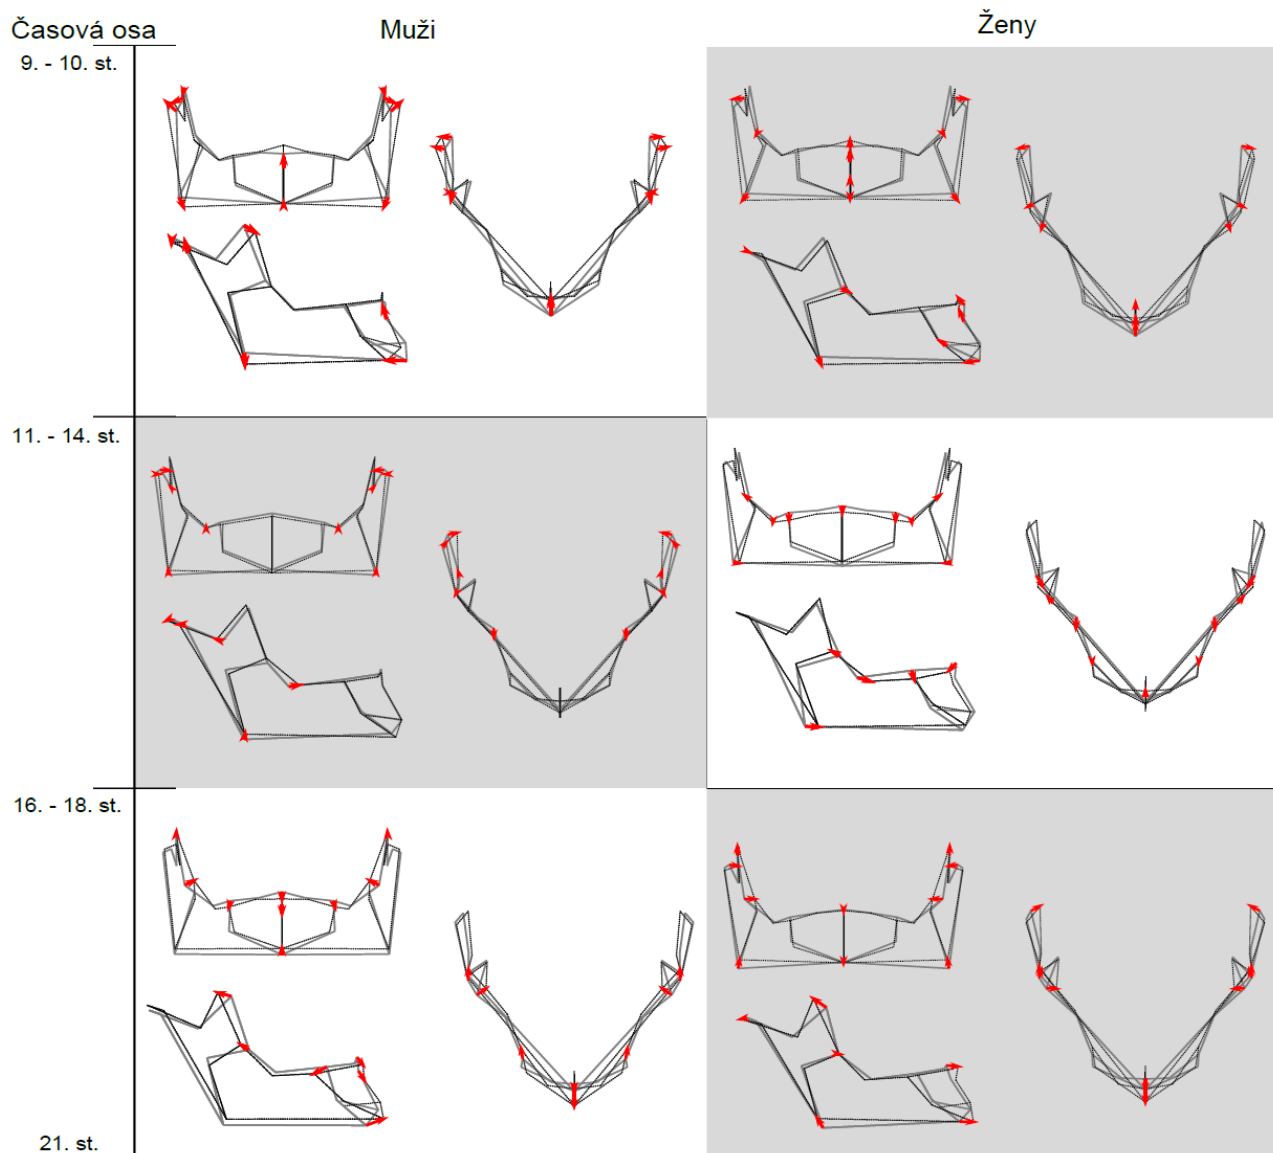 Časová osa
Muži
Ženy
9. - 10. st.
11. - 14. st.
16. - 18. st.
21. st.